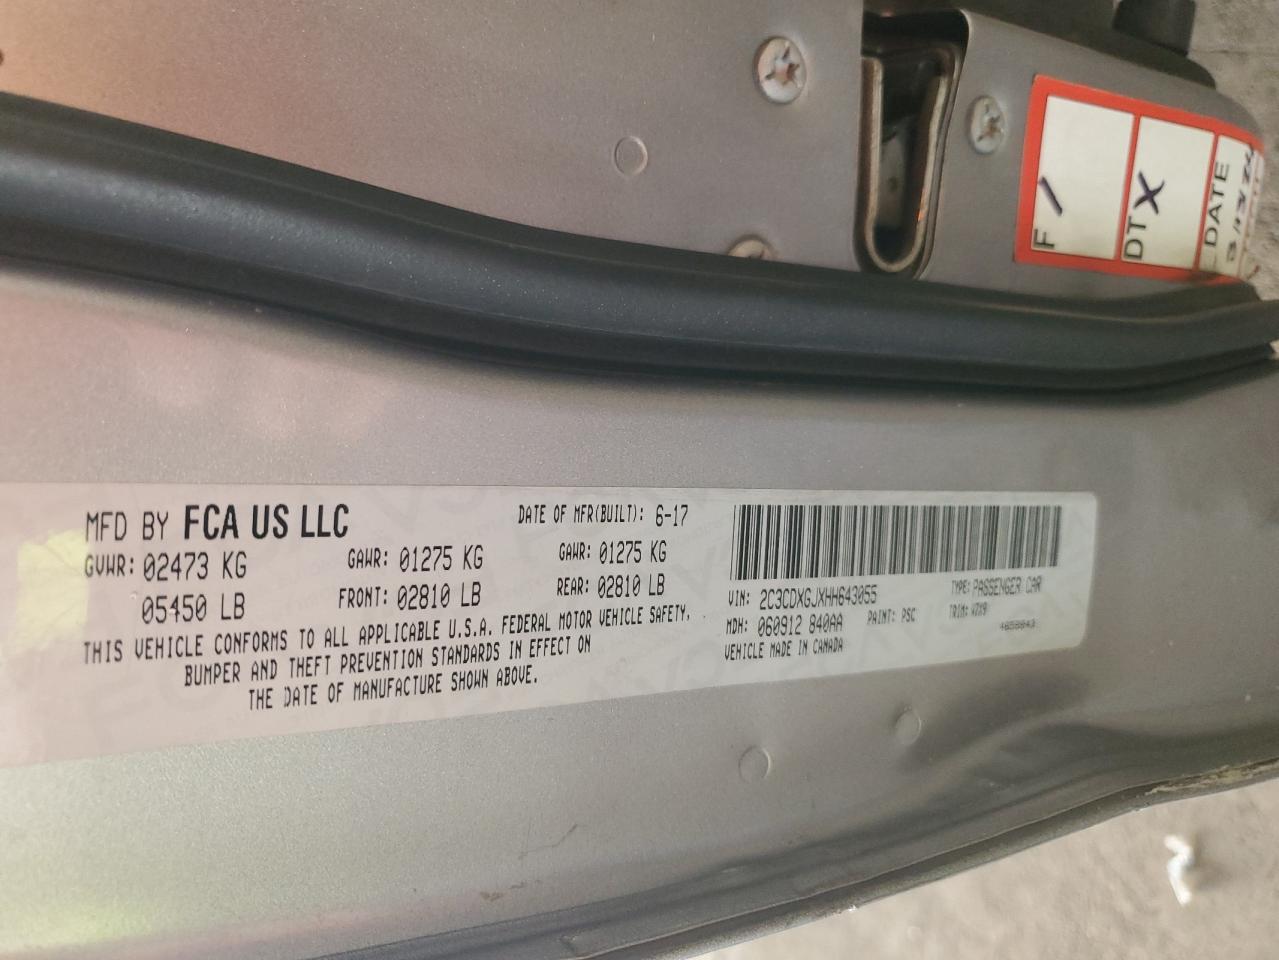 F 1
DT X
DATE
MFD BY FCA US LLC
DATE OF MFR(BUILT): 6-17
GVWR: 02473 KG
GAWR: 01275 KG
GAWR: 01275 KG
05450 LB
FRONT: 02810 LB
REAR: 02810 LB
THIS VEHICLE CONFORMS TO ALL APPLICABLE U.S.A. FEDERAL MOTOR VEHICLE SAFETY,
BUMPER AND THEFT PREVENTION STANDARDS IN EFFECT ON
THE DATE OF MANUFACTURE SHOWN ABOVE.
VIN: 2C3CDXGJXHH643055
TYPE: PASSENGER CAR
MDH: 060912 840AA
PAINT: PSC
TRIM: 
VEHICLE MADE IN CANADA